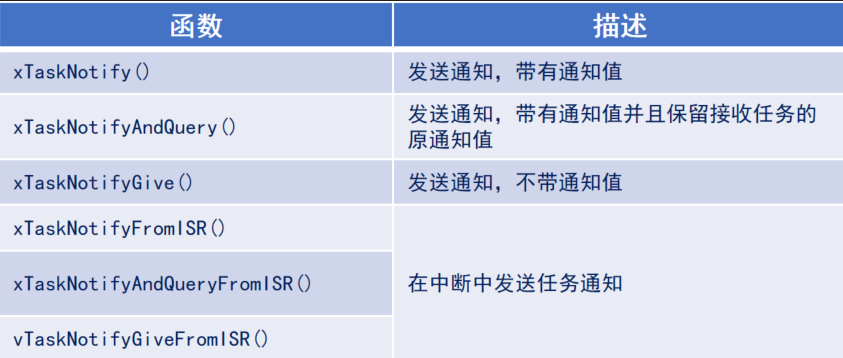 函数
描述
xTaskNotify()
发送通知，带有通知值
xTaskNotifyAndQuery()
发送通知，带有通知值并且保留接收任务的
原通知值
xTaskNotifyGive()
发送通知，不带通知值
xTaskNotifyFromISR()
xTaskNotifyAndQueryFromISR()
在中断中发送任务通知
vTaskNotifyGiveFromISR()